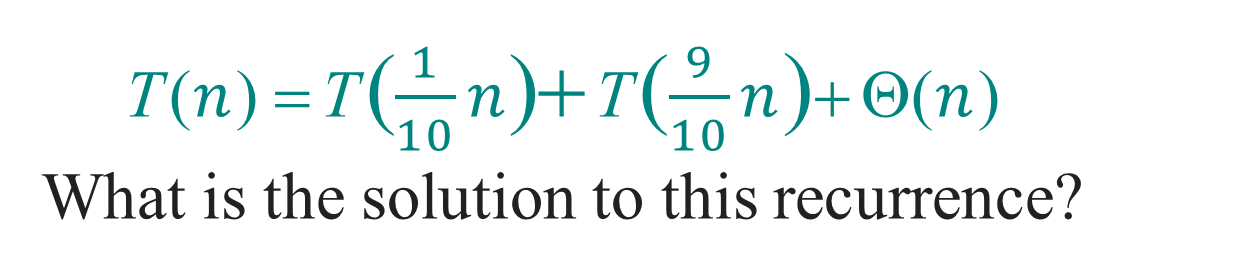 T(n) = T(1/10 n) + T(9/10 n) + Θ(n)
What is the solution to this recurrence?